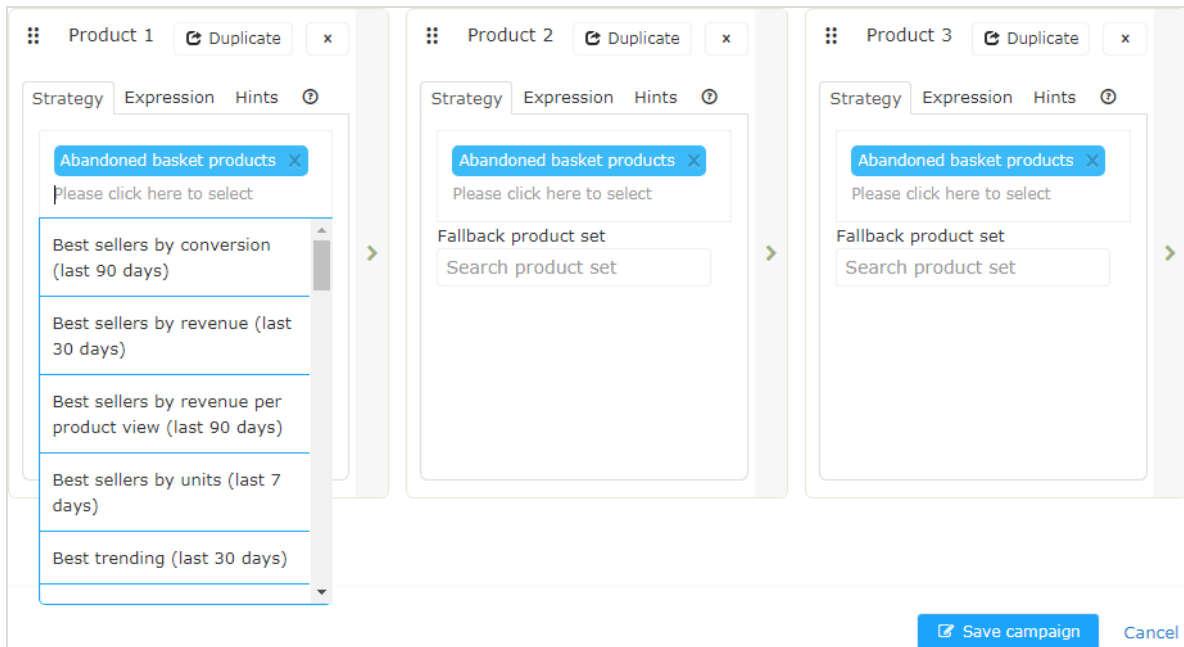 Product 1 Duplicate x
Strategy Expression Hints ?
Abandoned basket products X
Please click here to select
Best sellers by conversion
(last 90 days)
Best sellers by revenue (last
30 days)
Best sellers by revenue per
product view (last 90 days)
Best sellers by units (last 7
days)
Best trending (last 30 days)
Product 2 Duplicate x
Strategy Expression Hints ?
Abandoned basket products X
Please click here to select
Fallback product set
Search product set
Product 3 Duplicate x
Strategy Expression Hints ?
Abandoned basket products X
Please click here to select
Fallback product set
Search product set
Save campaign Cancel